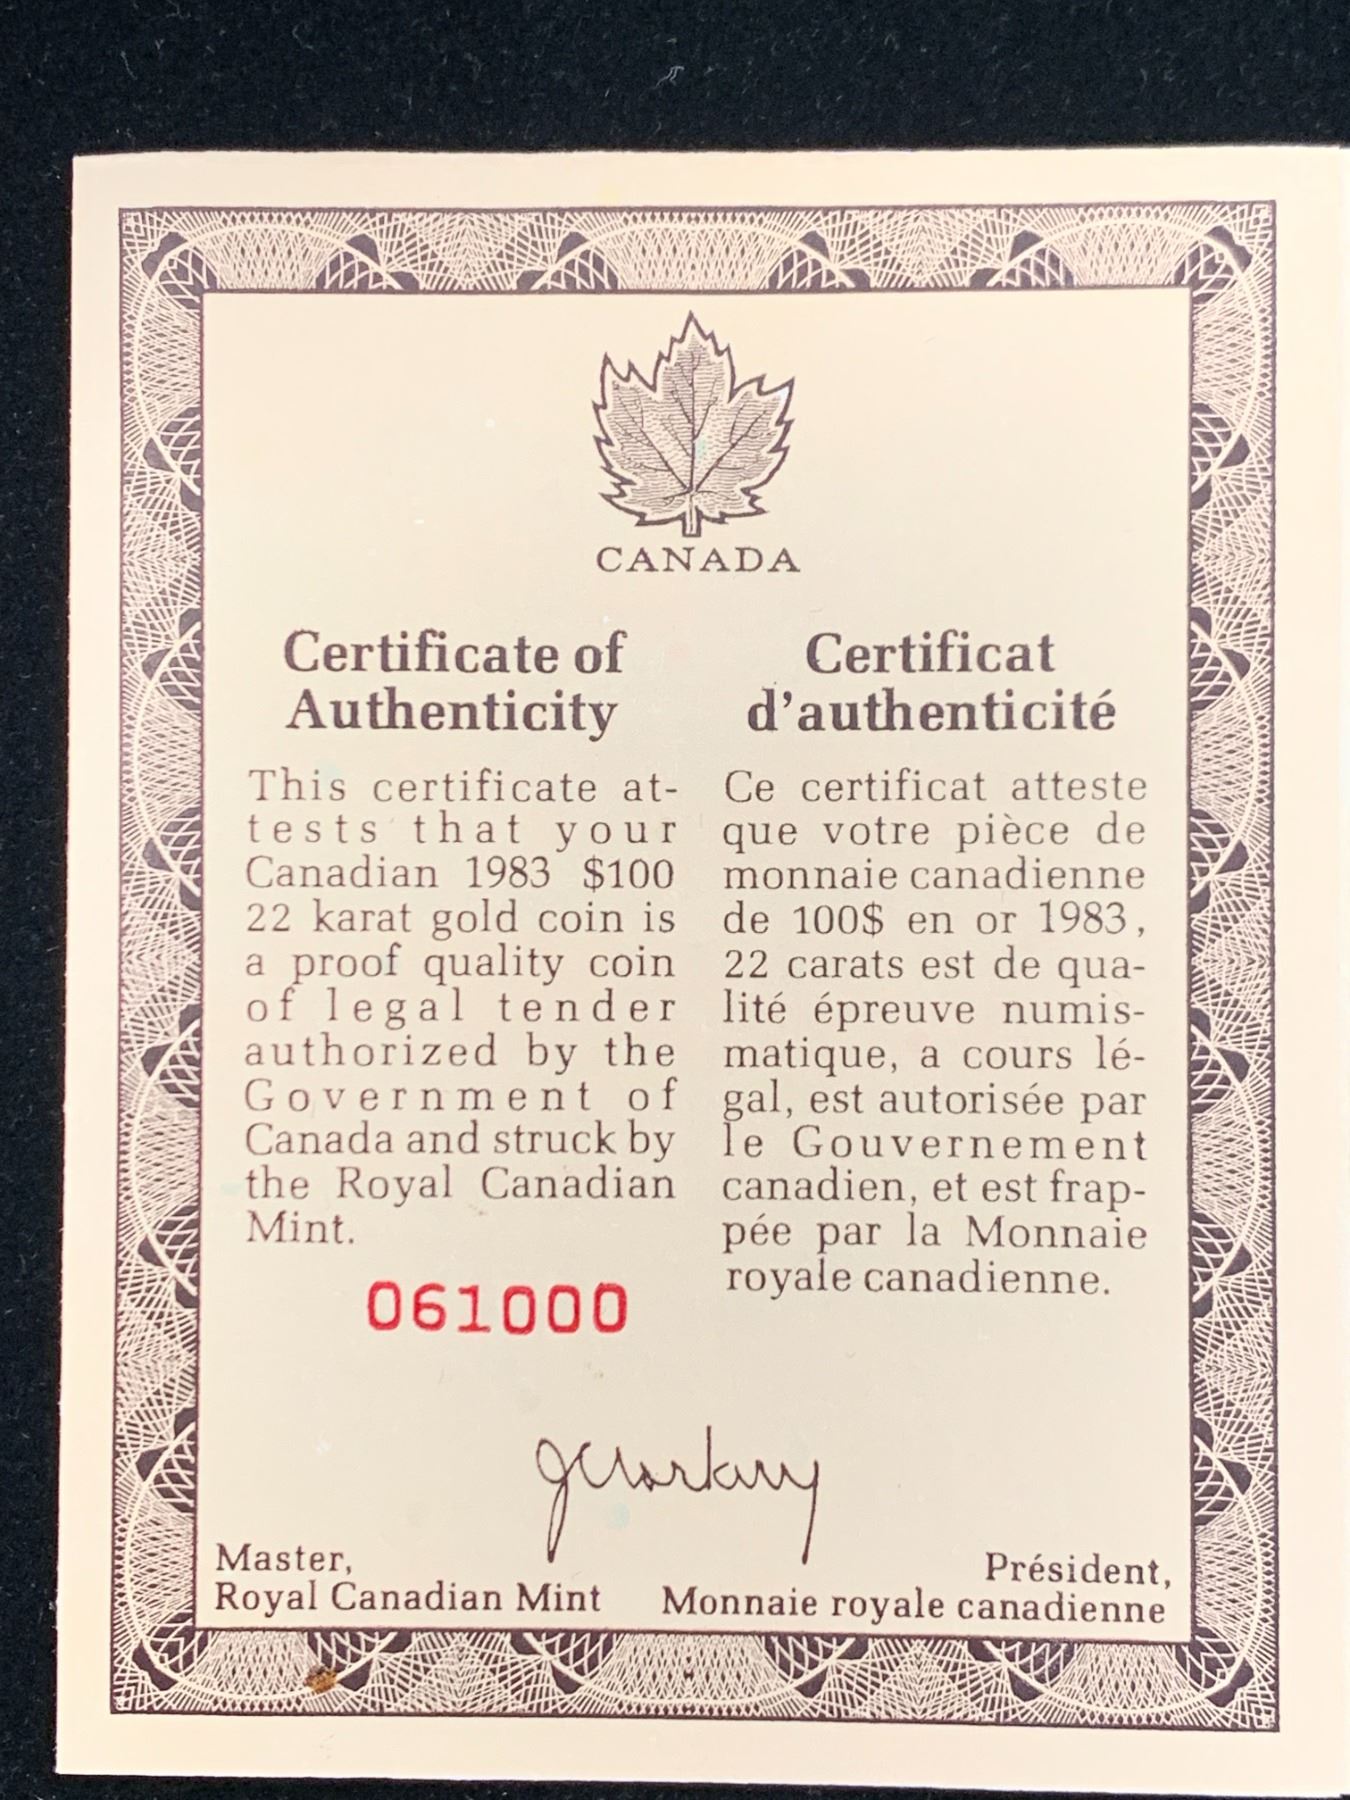 CANADA
Certificate of
Authenticity
This certificate at-
tests that your
Canadian 1983 $100
22 karat gold coin is
a proof quality coin
of legal tender
authorized by the
Government of
Canada and struck by
the Royal Canadian
Mint.
061000
Certificat
d'authenticité
Ce certificat atteste
que votre pièce de
monnaie canadienne
de 100$ en or 1983,
22 carats est de qua-
lité épreuve numis-
matique, a cours lé-
gal, est autorisée par
le Gouvernement
canadien, et est frap-
pée par la Monnaie
royale canadienne.
Master,
Royal Canadian Mint
Président,
Monnaie royale canadienne